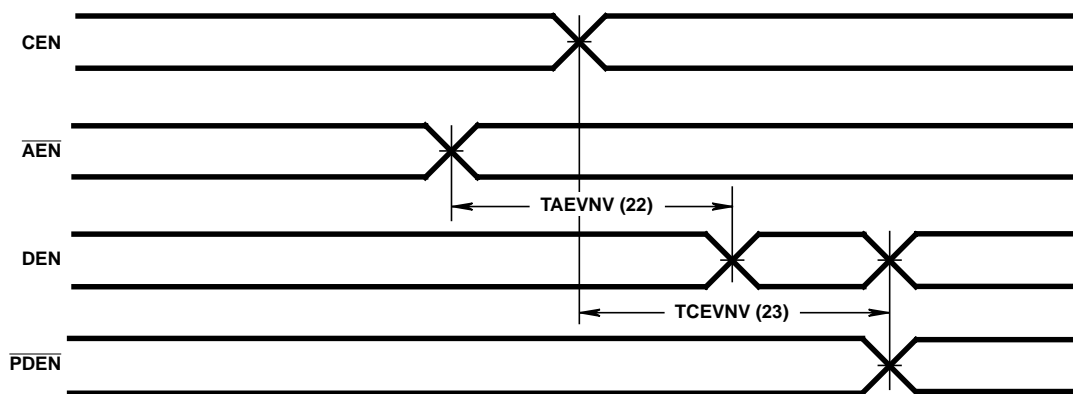 CEN
AEN
TAEVNV (22)
DEN
TCEVNV (23)
PDEN